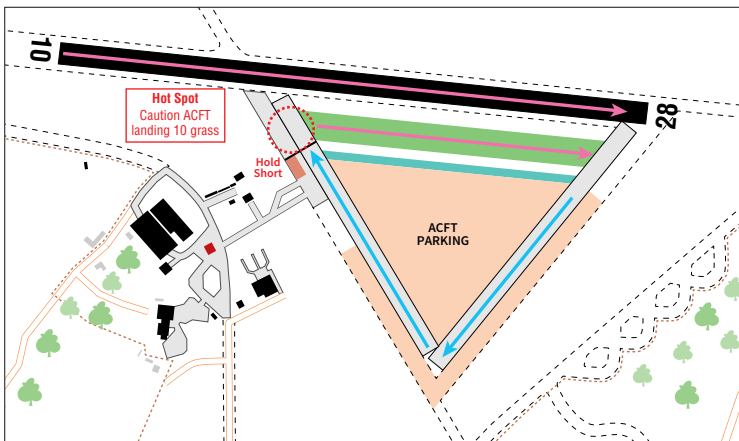 10
28
Hot Spot
Caution ACFT
landing 10 grass
Hold
Short
ACFT
PARKING